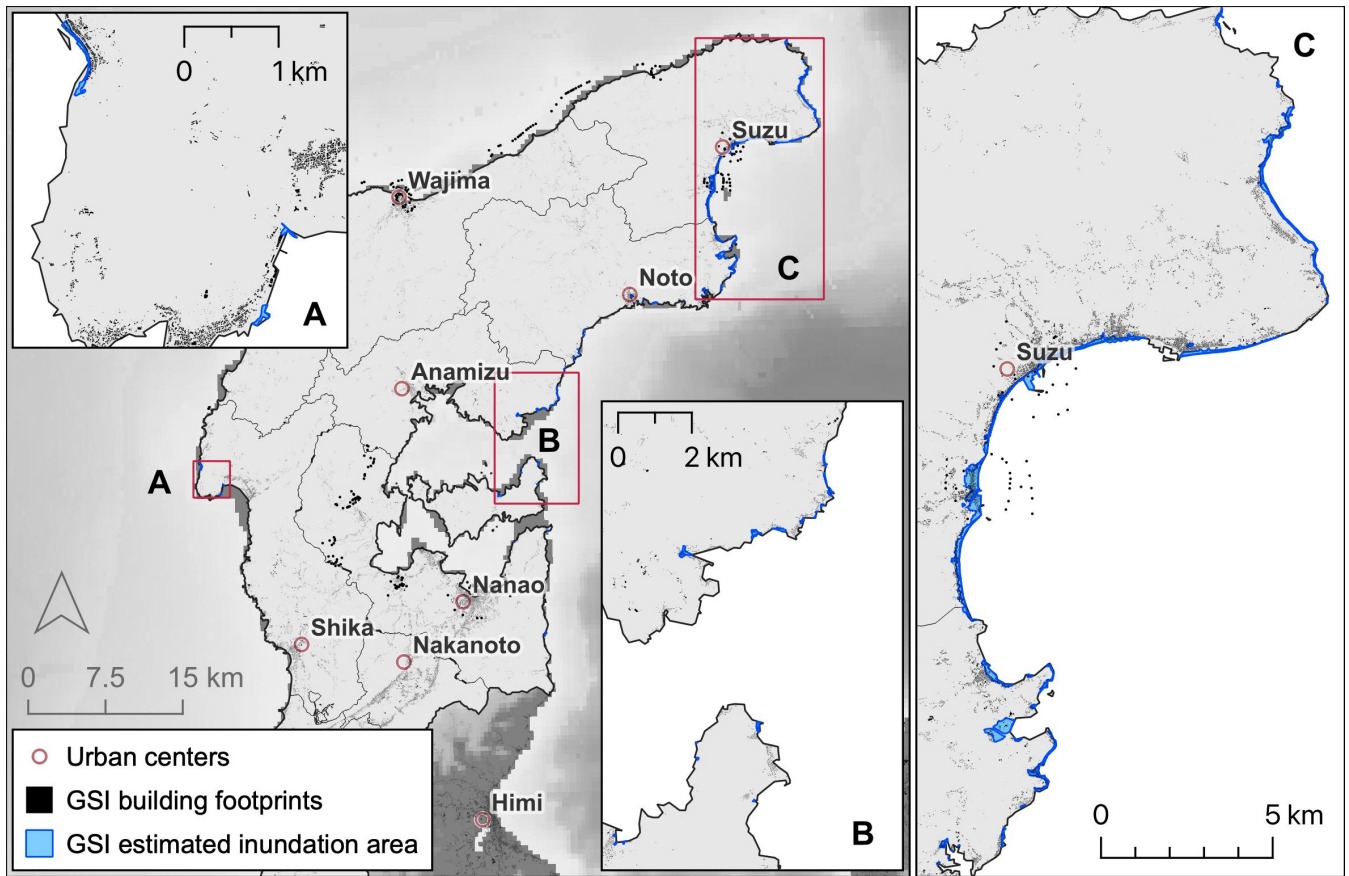 0
1 km
A
Wajima
Suzu
C
Noto
Anamizu
B
A
Nanao
Shika
Nakanoto
Himi
0
7.5
15 km
Urban centers
GSI building footprints
GSI estimated inundation area
0
2 km
B
C
Suzu
0
5 km